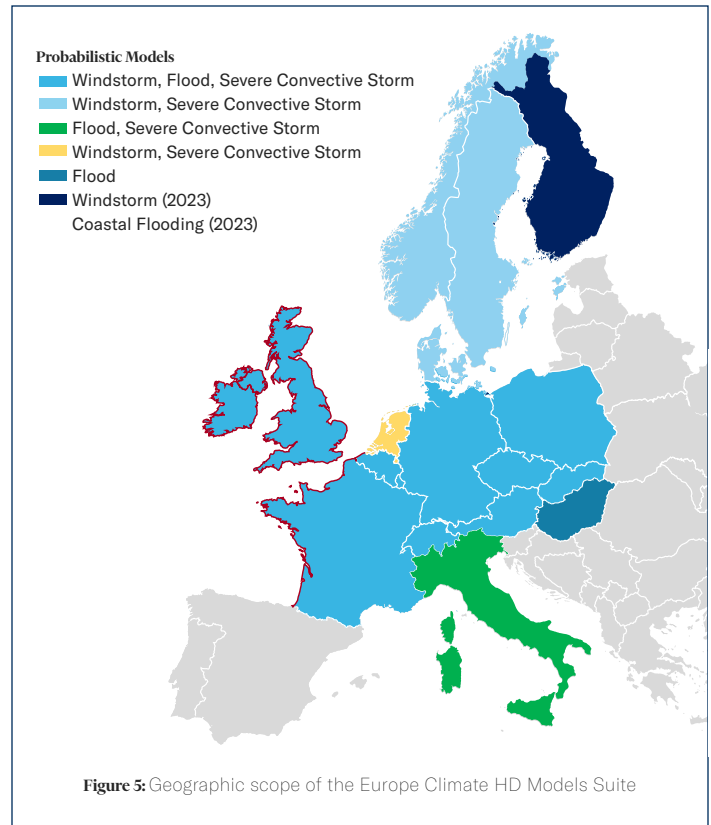 Probabilistic Models
Windstorm, Flood, Severe Convective Storm
Windstorm, Severe Convective Storm
Flood, Severe Convective Storm
Windstorm, Severe Convective Storm
Flood
Windstorm (2023)
Coastal Flooding (2023)
Figure 5: Geographic scope of the Europe Climate HD Models Suite